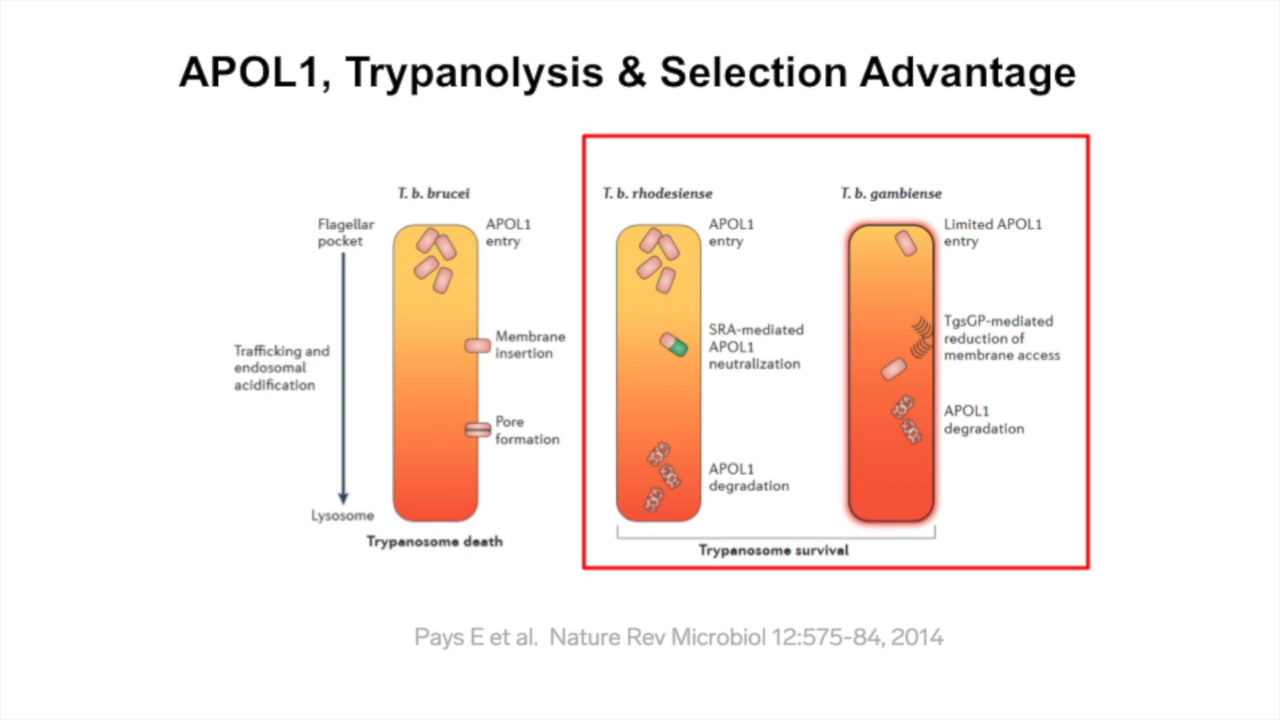 APOL1, Trypanolysis & Selection Advantage
T. b. brucei
Flagellar
pocket
APOL1
entry
Trafficking and
endosomal
acidification
Membrane
insertion
Pore
formation
Lysosome
Trypanosome death
T. b. rhodesiense
APOL1
entry
SRA-mediated
APOL1
neutralization
APOL1
degradation
T. b. gambiense
Limited APOL1
entry
TgsGP-mediated
reduction of
membrane access
APOL1
degradation
Trypanosome survival
Pays E et al. Nature Rev Microbiol 12:575-84, 2014